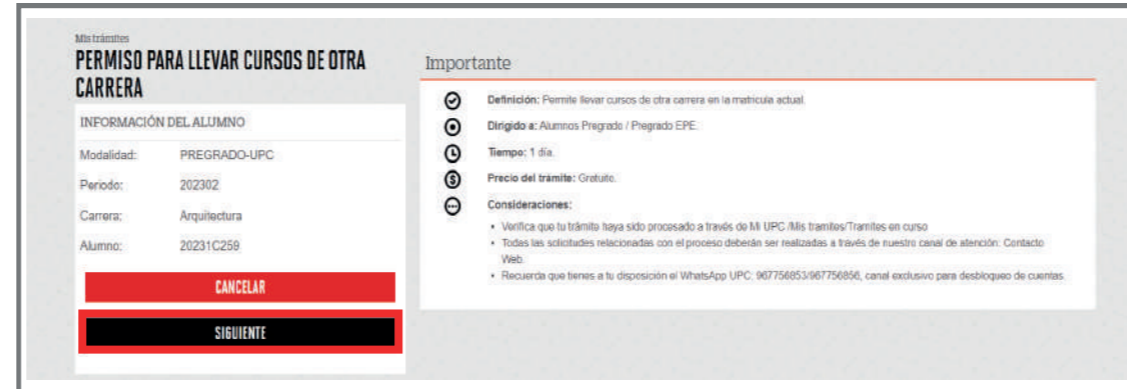 Mis trámites
PERMISO PARA LLEVAR CURSOS DE OTRA
CARRERA
INFORMACIÓN DEL ALUMNO
Modalidad: PREGRADO-UPC
Periodo: 202302
Carrera: Arquitectura
Alumno: 20231C259
CANCELAR
SIGUIENTE
Importante
Definición: Permite llevar cursos de otra carrera en la matricula actual.
Dirigido a: Alumnos Pregrado / Pregrado EPE.
Tiempo: 1 día.
Precio del trámite: Gratuito.
Consideraciones:
• Verifica que tu trámite haya sido procesado a través de Mi UPC /Mis tramites/Tramites en curso
• Todas las solicitudes relacionadas con el proceso deberán ser realizadas a través de nuestro canal de atención: Contacto
Web.
• Recuerda que tienes a tu disposición el WhatsApp UPC: 967756853/967756856, canal exclusivo para desbloqueo de cuentas.